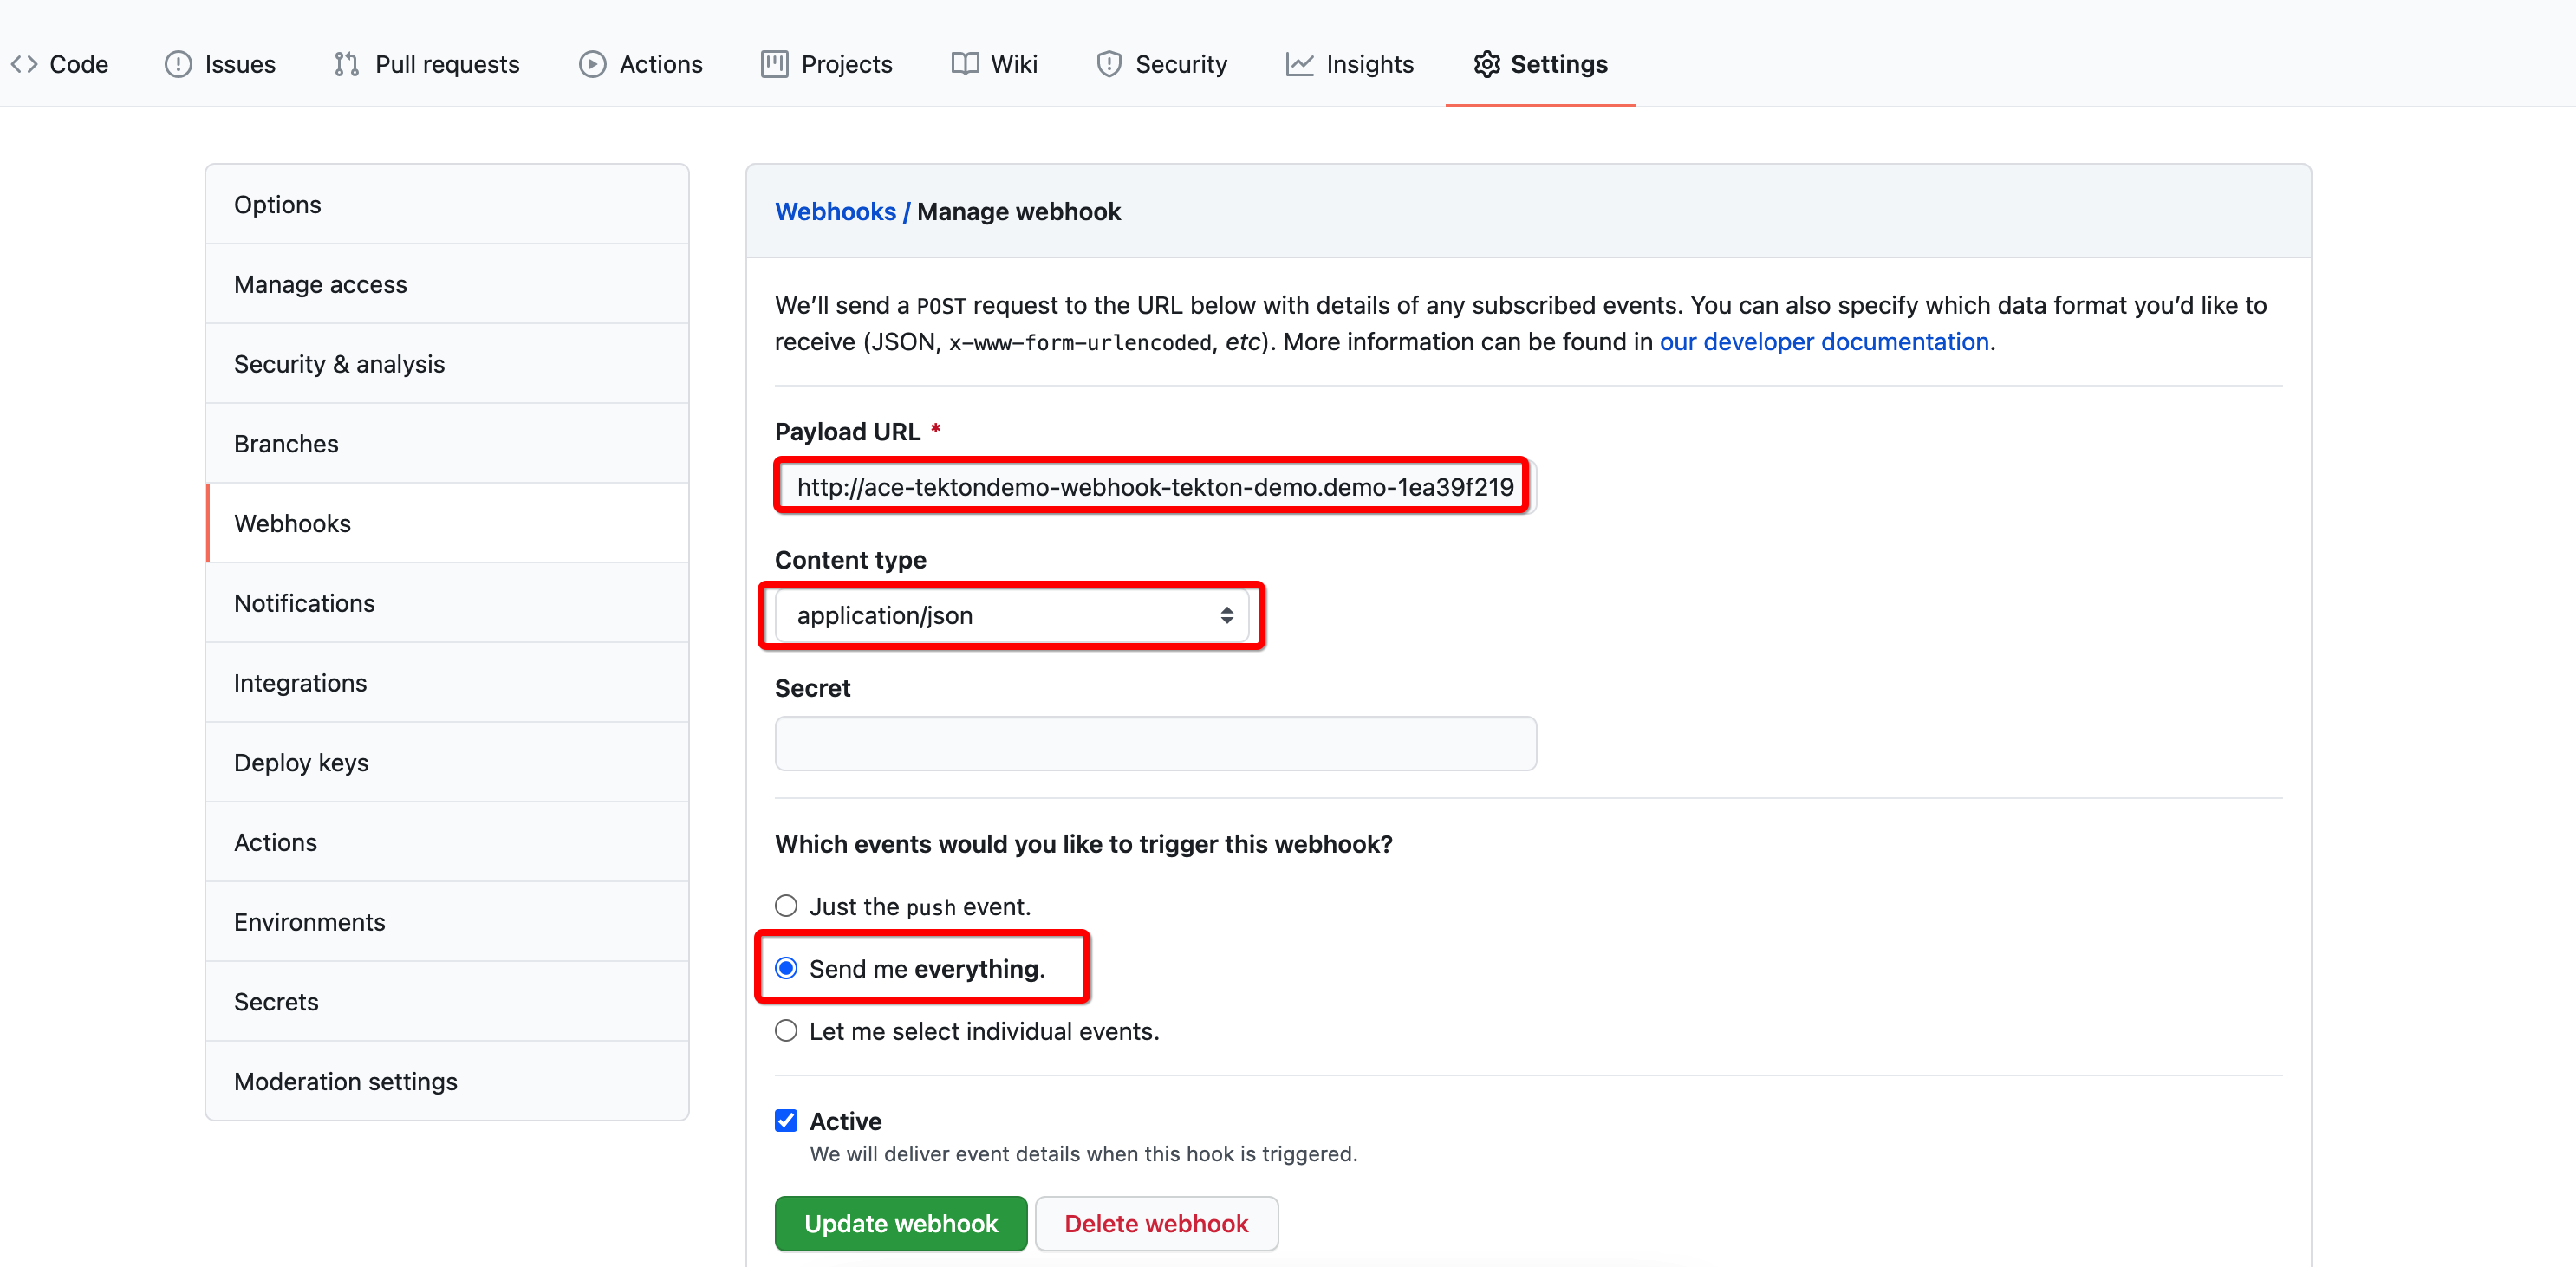 Code Issues Pull requests Actions Projects Wiki Security Insights Settings
Options
Manage access
Security & analysis
Branches
Webhooks
Notifications
Integrations
Deploy keys
Actions
Environments
Secrets
Moderation settings
Webhooks / Manage webhook
We’ll send a POST request to the URL below with details of any subscribed events. You can also specify which data format you’d like to
receive (JSON, x-www-form-urlencoded, etc). More information can be found in our developer documentation.
Payload URL *
http://ace-tektondemo-webhook-tekton-demo.demo-1ea39f219
Content type
application/json
Secret
Which events would you like to trigger this webhook?
Just the push event.
Send me everything.
Let me select individual events.
Active
We will deliver event details when this hook is triggered.
Update webhook Delete webhook